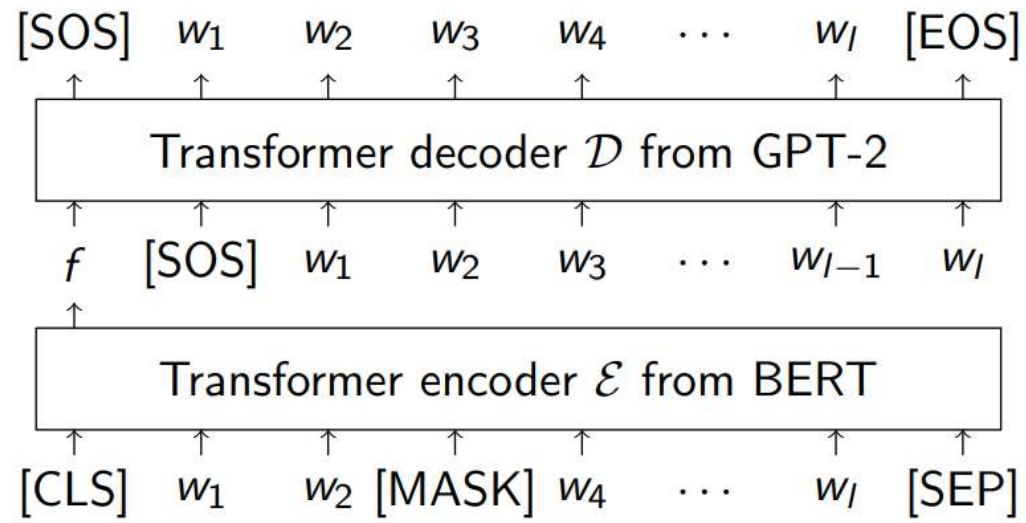 [SOS] w₁ w₂ w₃ w₄ ⋯ wₗ [EOS]
Transformer decoder 𝒟 from GPT-2
f [SOS] w₁ w₂ w₃ ⋯ wₗ₋₁ wₗ
Transformer encoder ℰ from BERT
[CLS] w₁ w₂ [MASK] w₄ ⋯ wₗ [SEP]